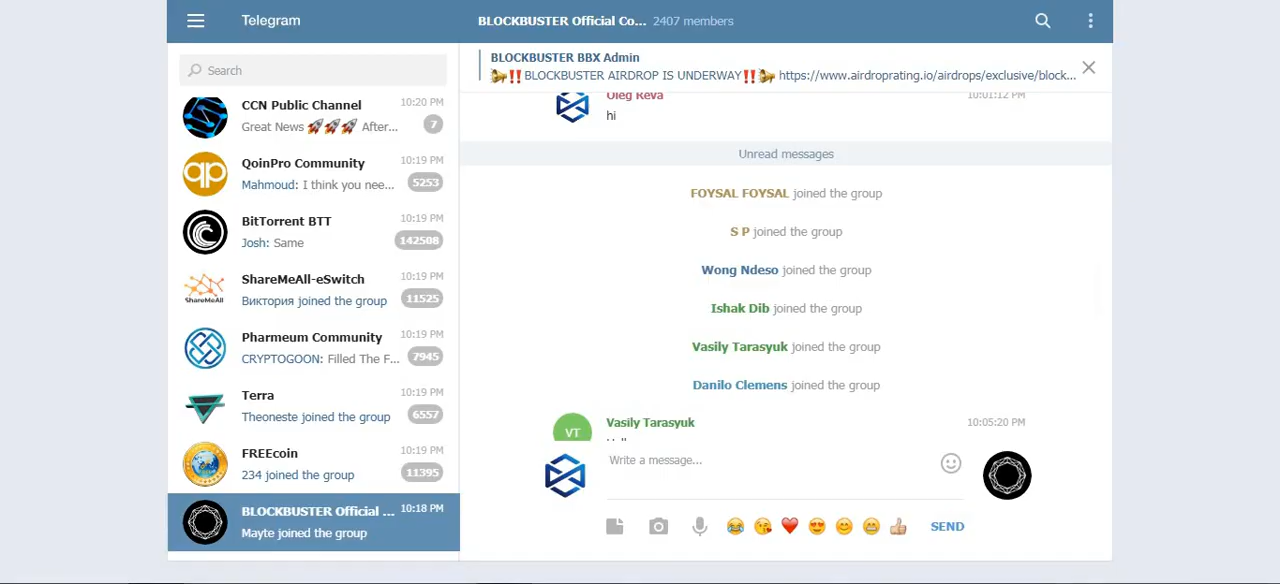 Telegram
BLOCKBUSTER Official Co... 2407 members
Search
CCN Public Channel 10:20 PM
Great News 🚀🚀🚀 After... 7
QoinPro Community 10:19 PM
Mahmoud: I think you nee... 5253
BitTorrent BTT 10:19 PM
Josh: Same 142508
ShareMeAll-eSwitch 10:19 PM
ShareMeAll
Виктория joined the group 11525
Pharmeum Community 10:19 PM
CRYPTOGOON: Filled The F... 7945
Terra 10:19 PM
Theoneste joined the group 6557
FREEcoin 10:19 PM
234 joined the group 11395
BLOCKBUSTER Official ... 10:18 PM
Mayte joined the group
BLOCKBUSTER BBX Admin
📯‼️BLOCKBUSTER AIRDROP IS UNDERWAY‼️📯 https://www.airdroprating.io/airdrops/exclusive/block...
Oleg Reva 10:01:12 PM
hi
Unread messages
FOYSAL FOYSAL joined the group
S P joined the group
Wong Ndeso joined the group
Ishak Dib joined the group
Vasily Tarasyuk joined the group
Danilo Clemens joined the group
VT
Vasily Tarasyuk 10:05:20 PM
Write a message...
SEND